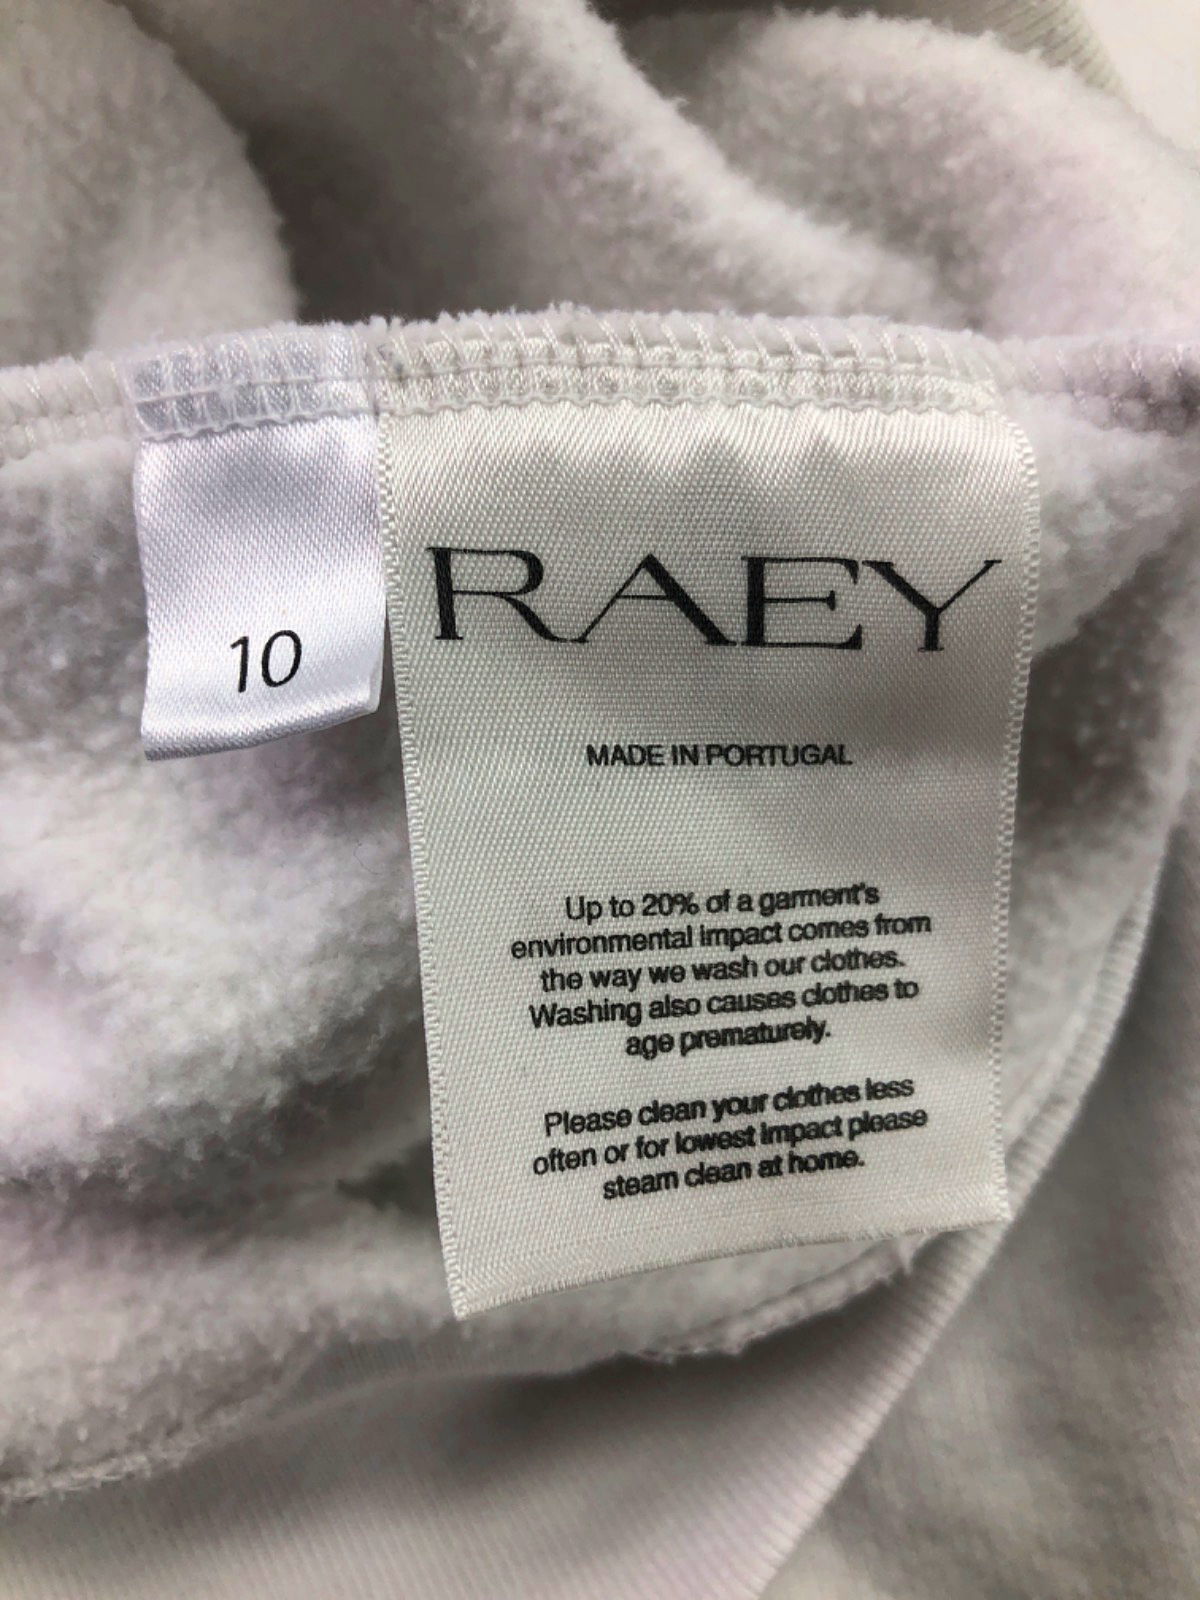 10
RAEY
MADE IN PORTUGAL
Up to 20% of a garment's
environmental impact comes from
the way we wash our clothes.
Washing also causes clothes to
age prematurely.
Please clean your clothes less
often or for lowest impact please
steam clean at home.